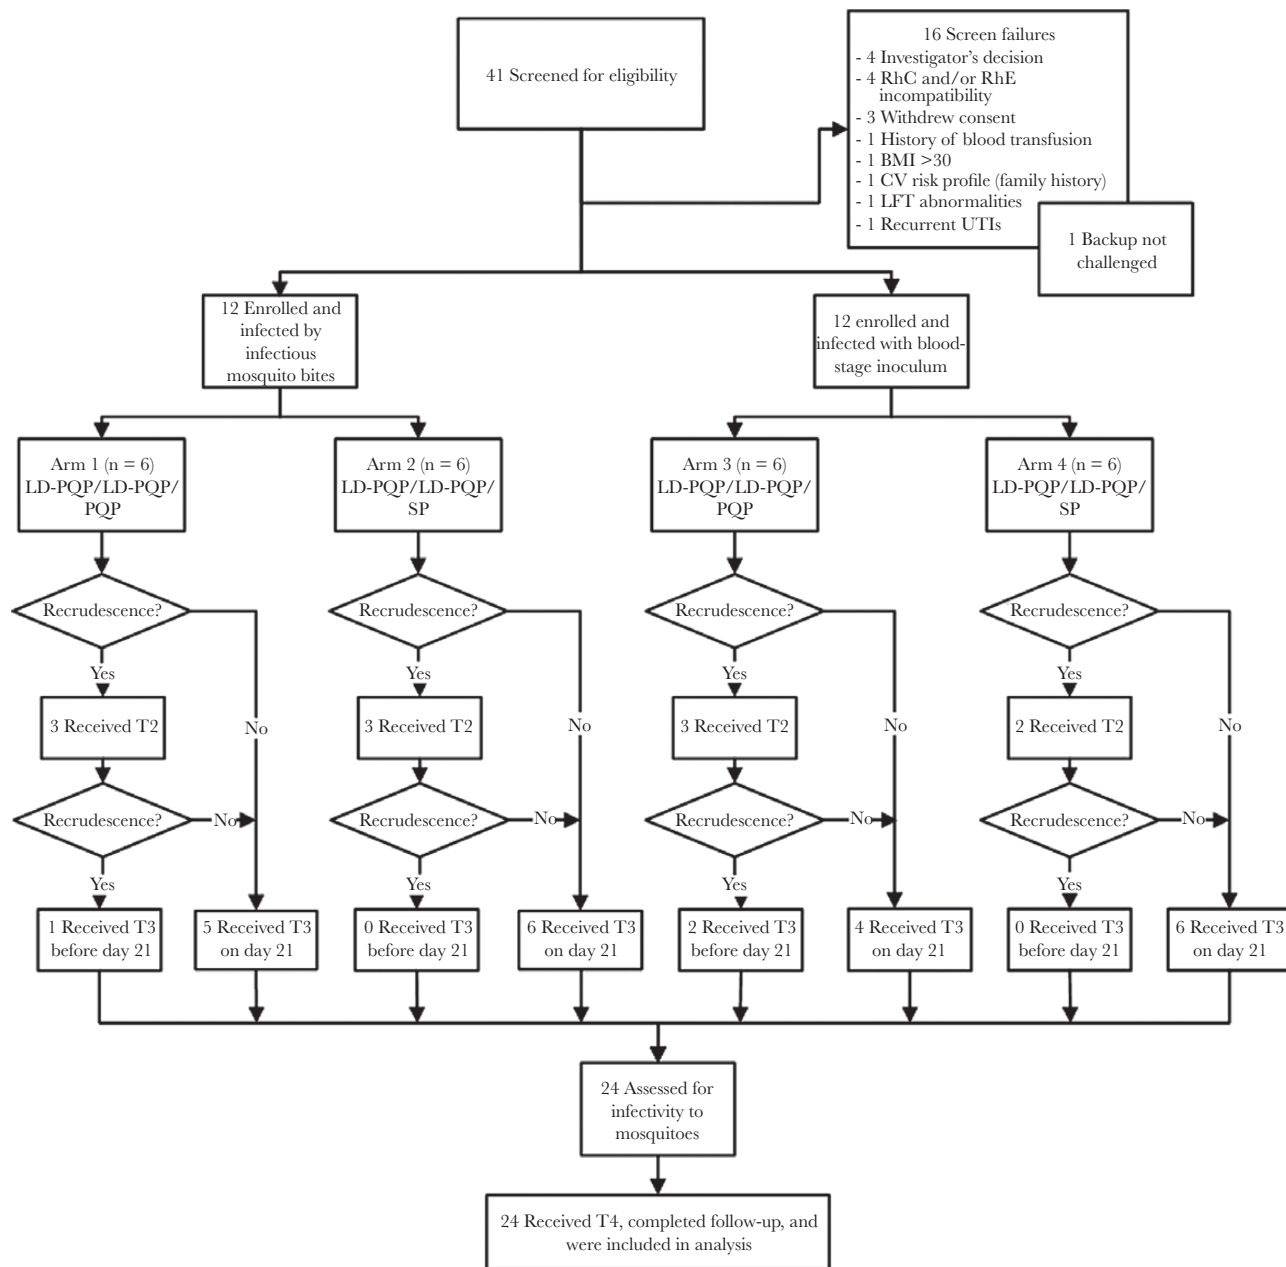 41 Screened for eligibility
16 Screen failures
- 4 Investigator's decision
- 4 RhC and/or RhE
incompatibility
- 3 Withdrew consent
- 1 History of blood transfusion
- 1 BMI >30
- 1 CV risk profile (family history)
- 1 LFT abnormalities
- 1 Recurrent UTIs
1 Backup not
challenged
12 Enrolled and
infected by
infectious
mosquito bites
12 enrolled and
infected with blood-
stage inoculum
Arm 1 (n = 6)
LD-PQP/LD-PQP/
PQP
Arm 2 (n = 6)
LD-PQP/LD-PQP/
SP
Arm 3 (n = 6)
LD-PQP/LD-PQP/
PQP
Arm 4 (n = 6)
LD-PQP/LD-PQP/
SP
Recrudescence?
Recrudescence?
Recrudescence?
Recrudescence?
Yes
Yes
Yes
Yes
3 Received T2
No
3 Received T2
No
3 Received T2
No
2 Received T2
No
Recrudescence?
No
Recrudescence?
No
Recrudescence?
No
Recrudescence?
No
Yes
Yes
Yes
Yes
1 Received T3
before day 21
5 Received T3
on day 21
0 Received T3
before day 21
6 Received T3
on day 21
2 Received T3
before day 21
4 Received T3
on day 21
0 Received T3
before day 21
6 Received T3
on day 21
24 Assessed for
infectivity to
mosquitoes
24 Received T4, completed follow-up, and
were included in analysis